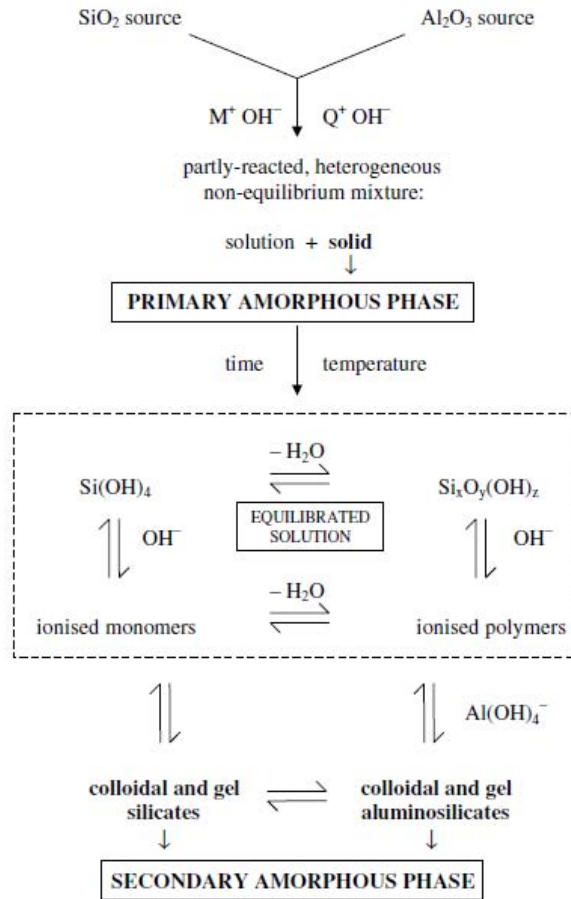 SiO₂ source Al₂O₃ source
M⁺ OH⁻ Q⁺ OH⁻
partly-reacted, heterogeneous
non-equilibrium mixture:
solution + solid
↓
PRIMARY AMORPHOUS PHASE
time temperature
– H₂O
Si(OH)₄ SiₓOᵧ(OH)z
EQUILIBRATED
SOLUTION
OH⁻ OH⁻
– H₂O
ionised monomers ionised polymers
Al(OH)₄⁻
colloidal and gel colloidal and gel
silicates aluminosilicates
↓ ↓
SECONDARY AMORPHOUS PHASE